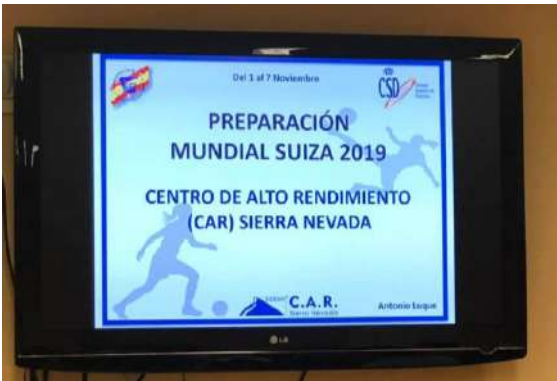 Del 1 al 7 Noviembre
CSD
PREPARACIÓN
MUNDIAL SUIZA 2019
CENTRO DE ALTO RENDIMIENTO
(CAR) SIERRA NEVADA
C.A.R.
Antonio Luque
LG